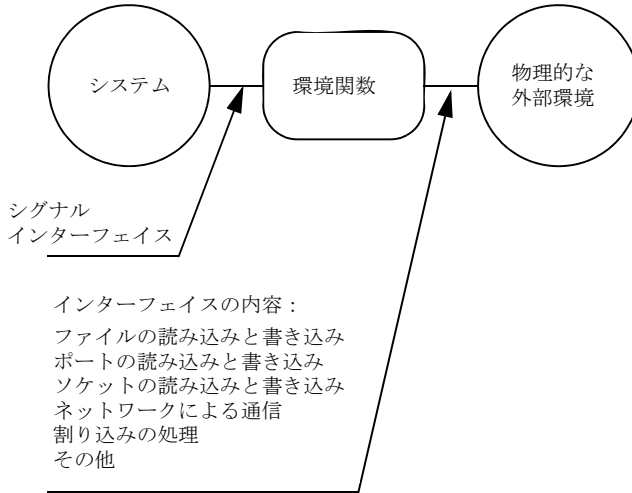 システム
環境関数
物理的な
外部環境
シグナル
インターフェイス
インターフェイスの内容：
ファイルの読み込みと書き込み
ポートの読み込みと書き込み
ソケットの読み込みと書き込み
ネットワークによる通信
割り込みの処理
その他